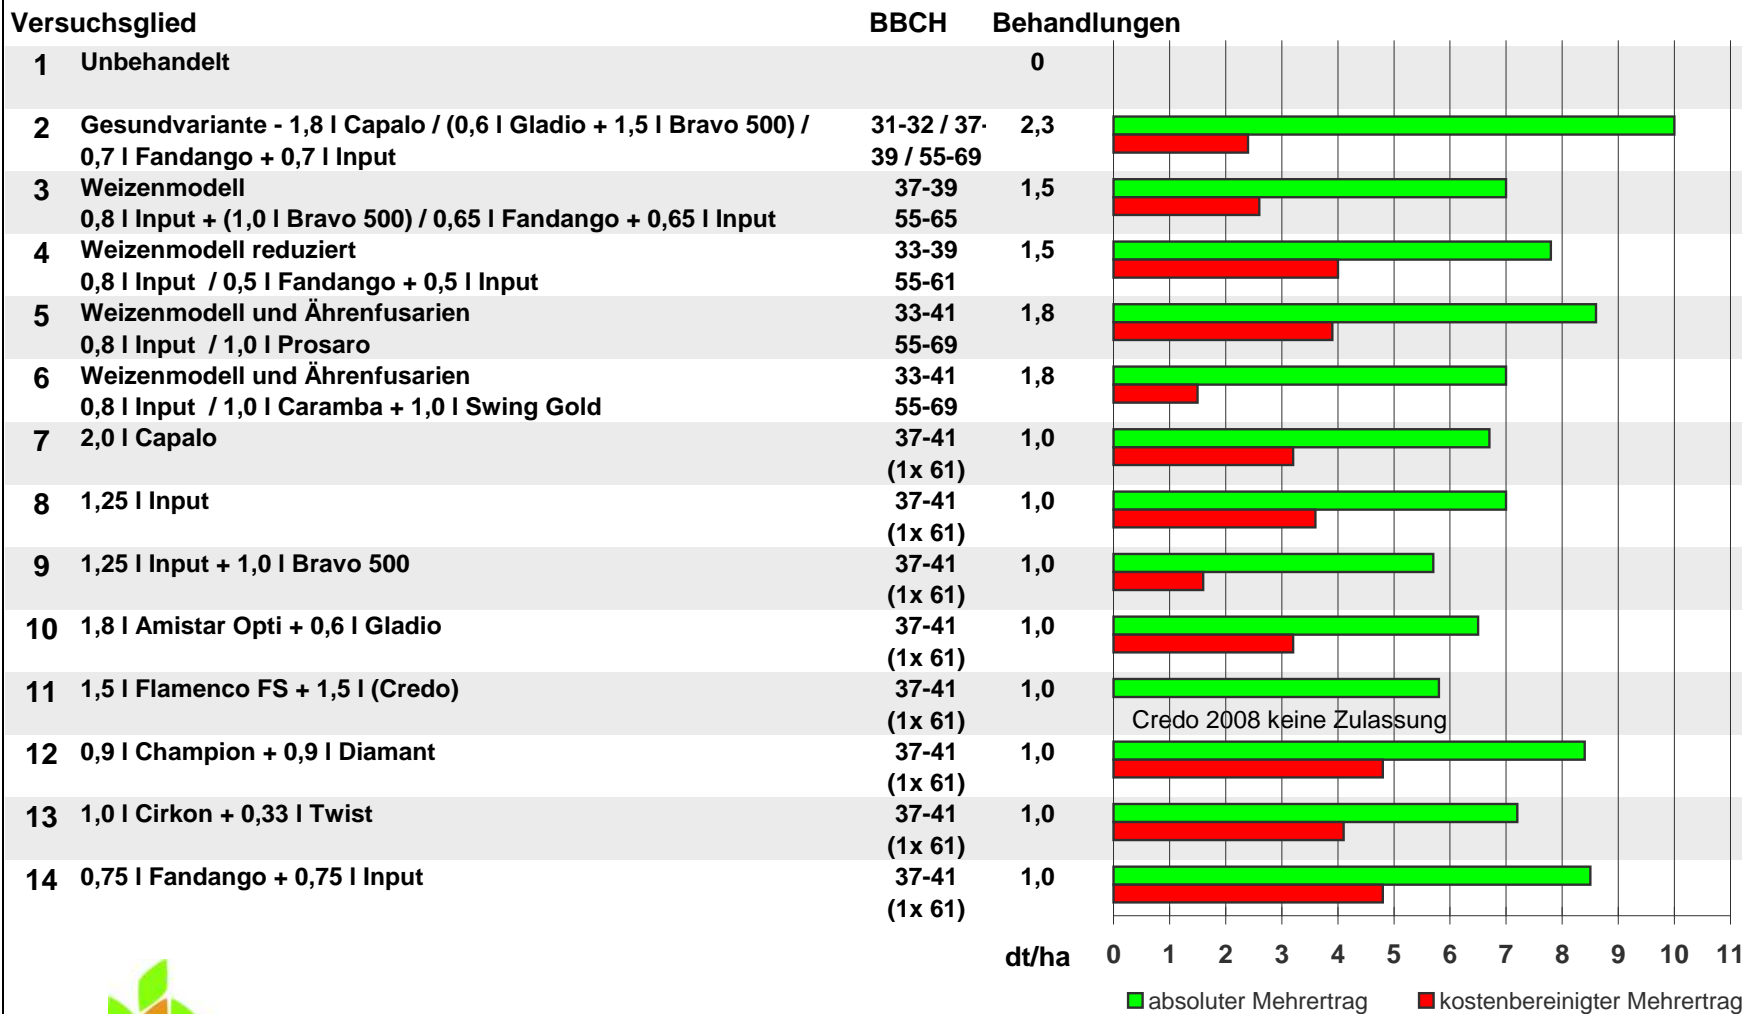 Versuchsglied BBCH Behandlungen
1 Unbehandelt 0
2 Gesundvariante - 1,8 l Capalo / (0,6 l Gladio + 1,5 l Bravo 500) / 31-32 / 37- 2,3
0,7 l Fandango + 0,7 l Input 39 / 55-69
3 Weizenmodell 37-39 1,5
0,8 l Input + (1,0 l Bravo 500) / 0,65 l Fandango + 0,65 l Input 55-65
4 Weizenmodell reduziert 33-39 1,5
0,8 l Input / 0,5 l Fandango + 0,5 l Input 55-61
5 Weizenmodell und Ährenfusarien 33-41 1,8
0,8 l Input / 1,0 l Prosaro 55-69
6 Weizenmodell und Ährenfusarien 33-41 1,8
0,8 l Input / 1,0 l Caramba + 1,0 l Swing Gold 55-69
7 2,0 l Capalo 37-41 1,0
(1x 61)
8 1,25 l Input 37-41 1,0
(1x 61)
9 1,25 l Input + 1,0 l Bravo 500 37-41 1,0
(1x 61)
10 1,8 l Amistar Opti + 0,6 l Gladio 37-41 1,0
(1x 61)
11 1,5 l Flamenco FS + 1,5 l (Credo) 37-41 1,0
(1x 61) Credo 2008 keine Zulassung
12 0,9 l Champion + 0,9 l Diamant 37-41 1,0
(1x 61)
13 1,0 l Cirkon + 0,33 l Twist 37-41 1,0
(1x 61)
14 0,75 l Fandango + 0,75 l Input 37-41 1,0
(1x 61)
dt/ha 0 1 2 3 4 5 6 7 8 9 10 11
absoluter Mehrertrag kostenbereinigter Mehrertrag